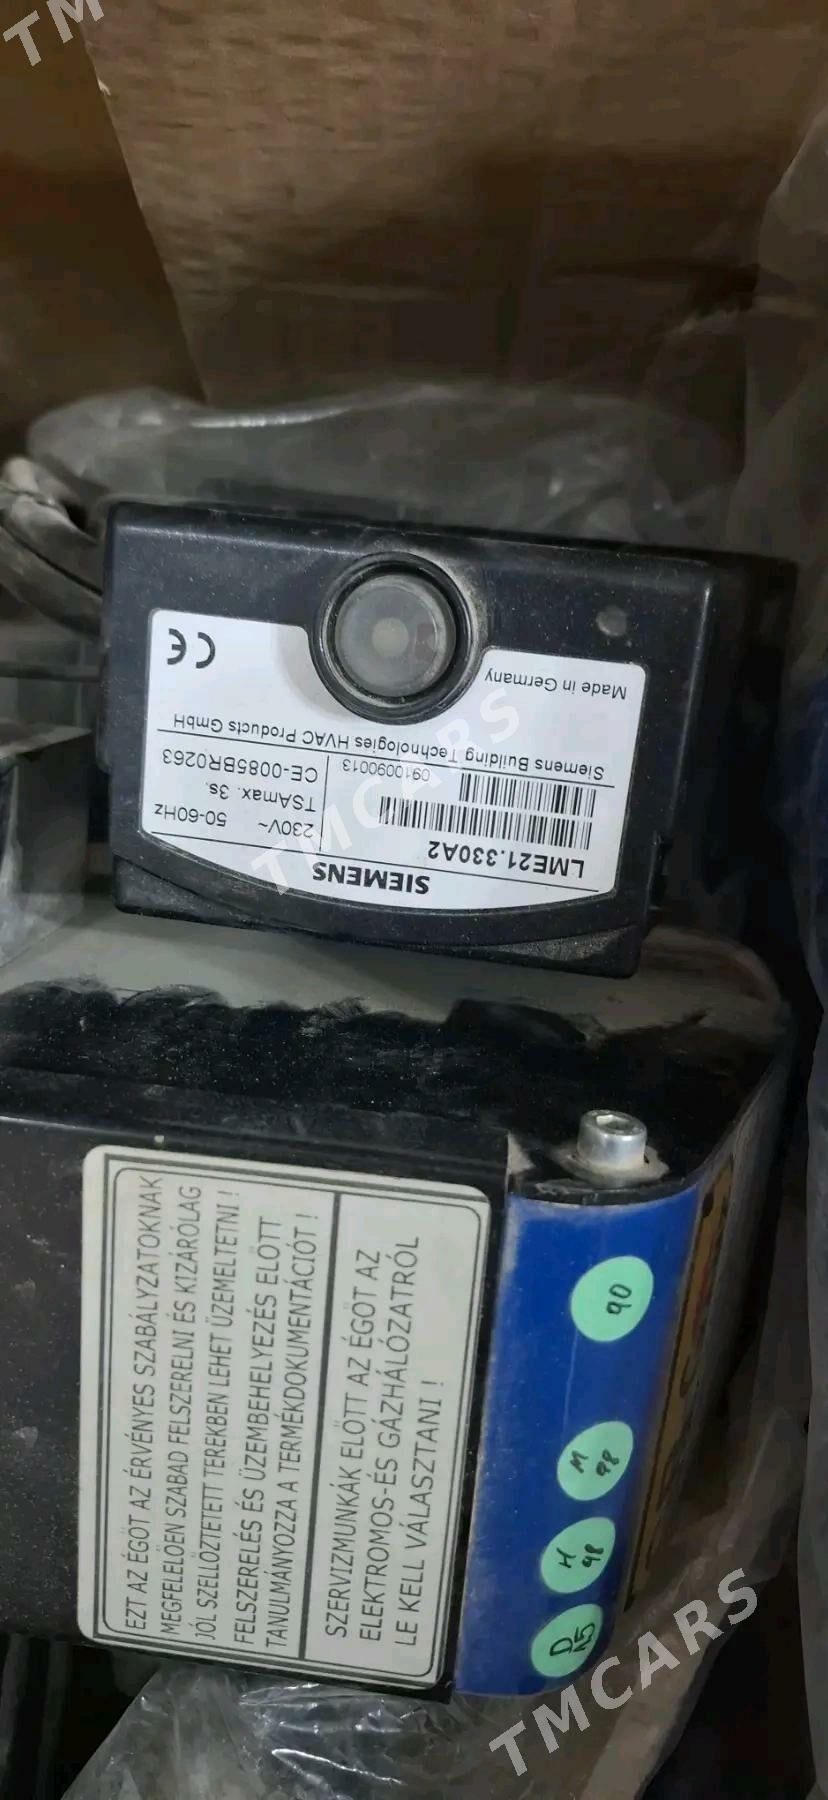 TM
CE
Made in Germany
Siemens Building Technologies HVAC Products GmbH
CE-0085BR0263
0910090013
TSAmax. 3s.
230V~ 50-60Hz
LME21.330A2
SIEMENS
TMCARS
EZT AZ ÉGŐT AZ ÉRVÉNYES SZABÁLYZATOKNAK
MEGFELELŐEN SZABAD FELSZERELNI ÉS KIZÁRÓLAG
JÓL SZELLŐZTETETT TEREKBEN LEHET ÜZEMELTETNI !
FELSZERELÉS ÉS ÜZEMBEHELYEZÉS ELŐTT
TANULMÁNYOZZA A TERMÉKDOKUMENTÁCIÓT !
SZERVIZMUNKÁK ELŐTT AZ ÉGŐT AZ
ELEKTROMOS-ÉS GÁZHÁLÓZATRÓL
LE KELL VÁLASZTANI !
90
M
98
H
98
D
TMCARS